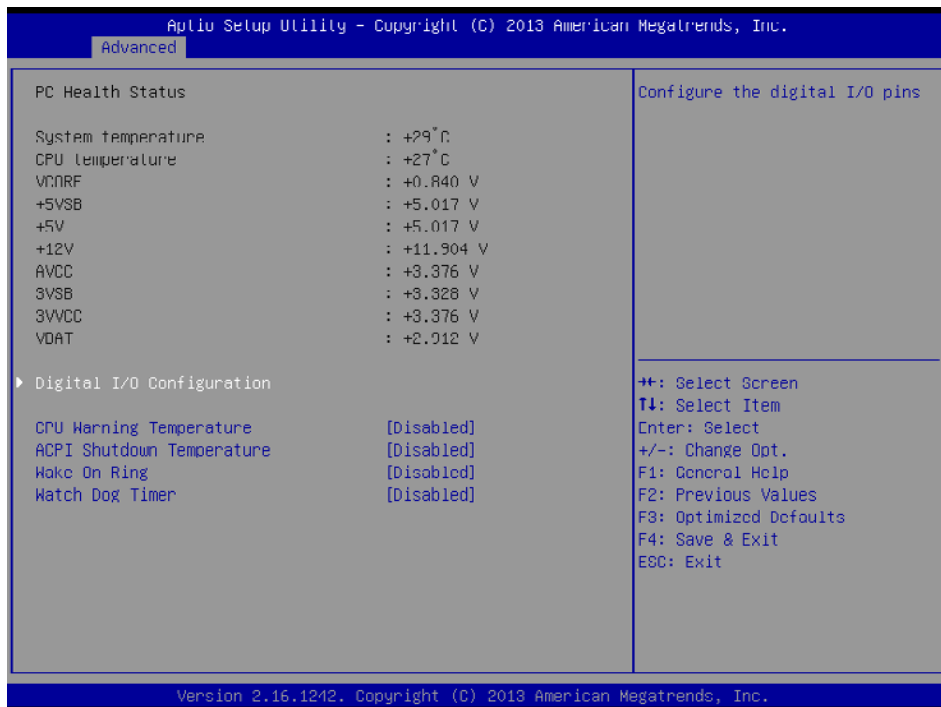 Aptio Setup Utility – Copyright (C) 2013 American Megatrends, Inc.
Advanced
PC Health Status
System temperature : +29°C
CPU temperature : +27°C
VCORE : +0.840 V
+5VSB : +5.017 V
+5V : +5.017 V
+12V : +11.904 V
AVCC : +3.376 V
3VSB : +3.328 V
3VVCC : +3.376 V
: +2.912 V
Digital I/O Configuration
CPU Warning Temperature [Disabled]
ACPI Shutdown Temperature [Disabled]
Wake On Ring [Disabled]
Watch Dog Timer [Disabled]
Configure the digital I/O pins
→←: Select Screen
↑↓: Select Item
Enter: Select
+/-: Change Opt.
F1: General Help
F2: Previous Values
F3: Optimized Defaults
F4: Save & Exit
ESC: Exit
Version 2.16.1242. Copyright (C) 2013 American Megatrends, Inc.